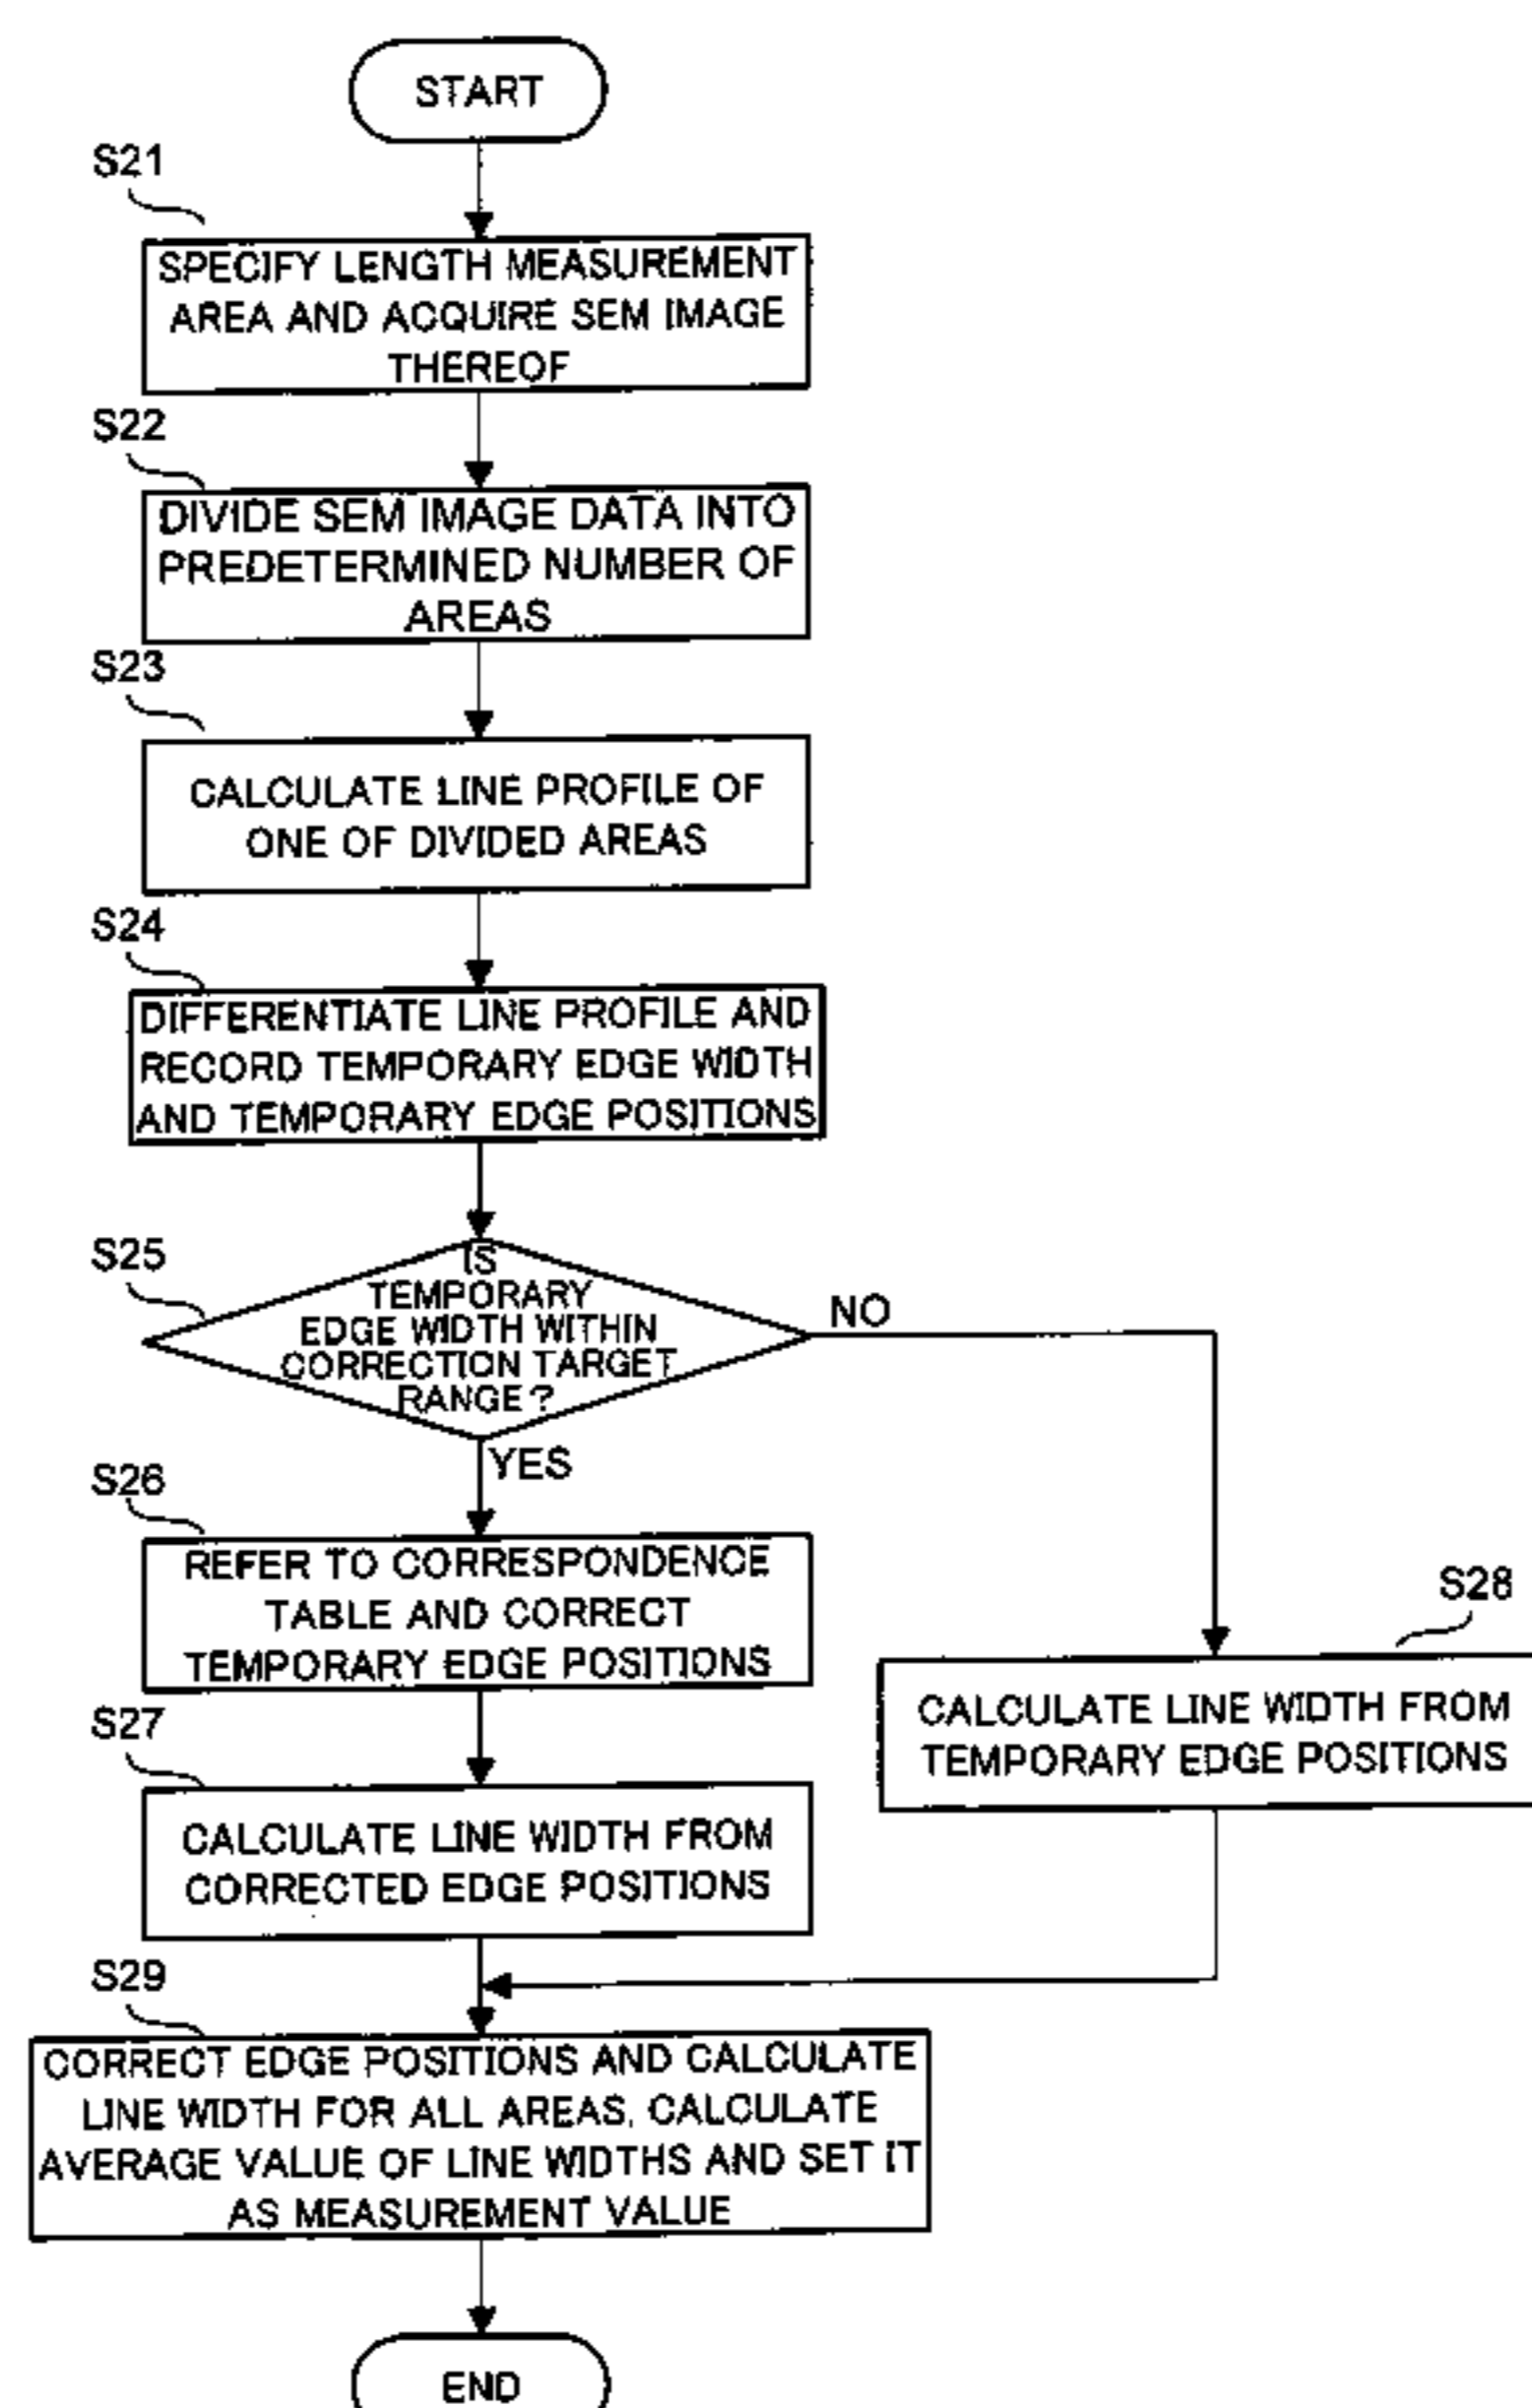 START
S21
SPECIFY LENGTH MEASUREMENT
AREA AND ACQUIRE SEM IMAGE
THEREOF
S22
DIVIDE SEM IMAGE DATA INTO
PREDETERMINED NUMBER OF
AREAS
S23
CALCULATE LINE PROFILE OF
ONE OF DIVIDED AREAS
S24
DIFFERENTIATE LINE PROFILE AND
RECORD TEMPORARY EDGE WIDTH
AND TEMPORARY EDGE POSITIONS
S25
IS
TEMPORARY
EDGE WIDTH WITHIN
CORRECTION TARGET
RANGE?
NO
YES
S26
REFER TO CORRESPONDENCE
TABLE AND CORRECT
TEMPORARY EDGE POSITIONS
S28
CALCULATE LINE WIDTH FROM
TEMPORARY EDGE POSITIONS
S27
CALCULATE LINE WIDTH FROM
CORRECTED EDGE POSITIONS
S29
CORRECT EDGE POSITIONS AND CALCULATE
LINE WIDTH FOR ALL AREAS, CALCULATE
AVERAGE VALUE OF LINE WIDTHS AND SET IT
AS MEASUREMENT VALUE
END